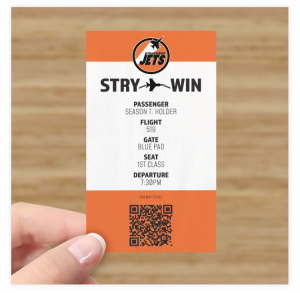 JETS
STRY WIN
PASSENGER
SEASON T. HOLDER
FLIGHT
519
GATE
BLUE PAD
SEAT
1ST CLASS
DEPARTURE
7:30PM